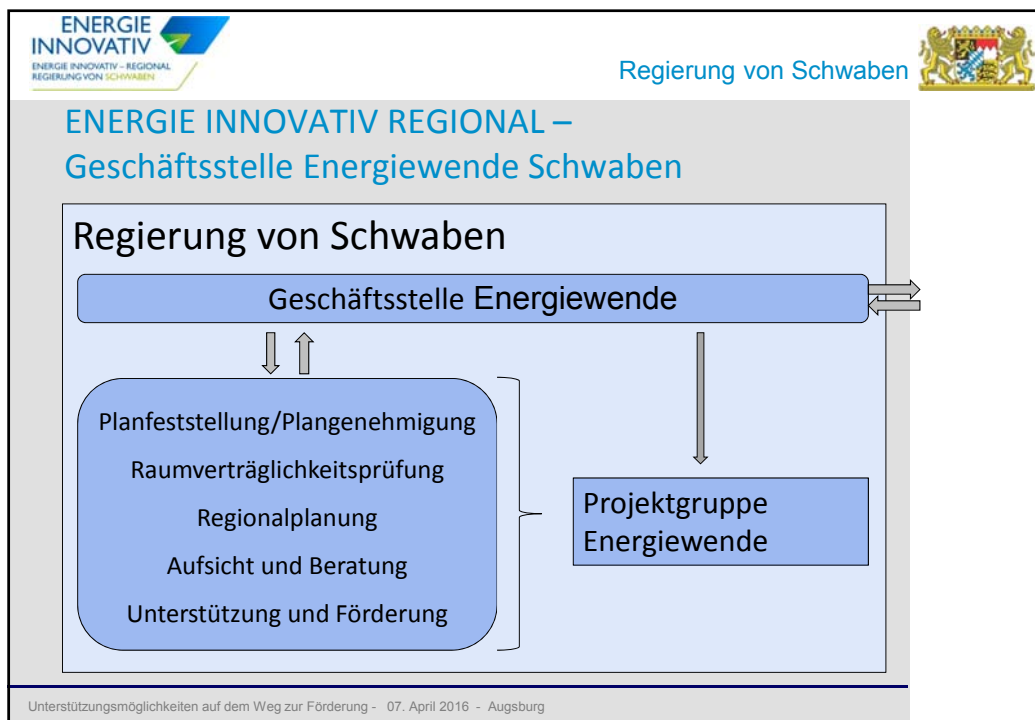 ENERGIE
INNOVATIV
ENERGIE INNOVATIV – REGIONAL
REGIERUNG VON SCHWABEN
Regierung von Schwaben
ENERGIE INNOVATIV REGIONAL –
Geschäftsstelle Energiewende Schwaben
Regierung von Schwaben
Geschäftsstelle Energiewende
Planfeststellung/Plangenehmigung
Raumverträglichkeitsprüfung
Regionalplanung
Aufsicht und Beratung
Unterstützung und Förderung
Projektgruppe
Energiewende
Unterstützungsmöglichkeiten auf dem Weg zur Förderung - 07. April 2016 - Augsburg